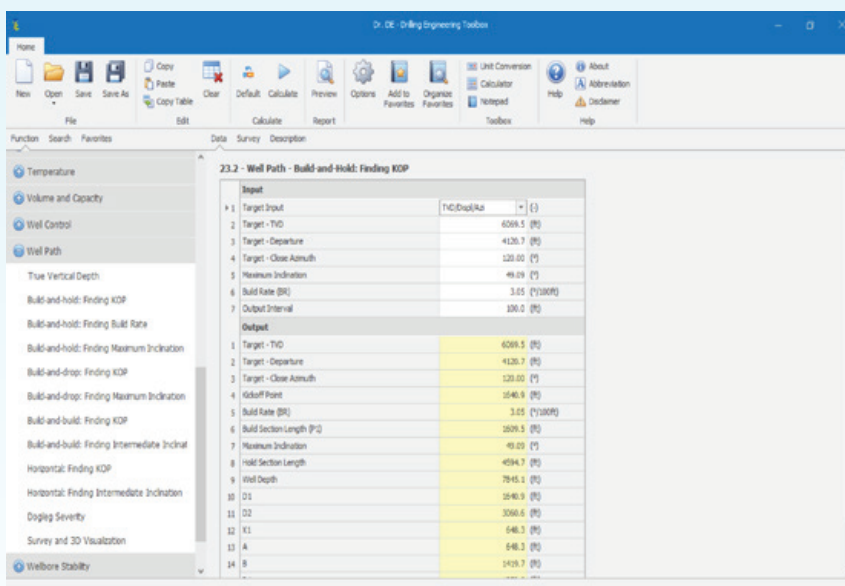 Dr. DE - Drilling Engineering Toolbox
Home
New Open Save Save As Copy Paste Copy Table Clear Default Calculate Preview Options Add to Favorites Organize Favorites Unit Conversion Calculator Notepad Help About Abbreviation Disclaimer
File Edit Calculate Report Toolbox Help
Function Search Favorites Data Survey Description
Temperature
Volume and Capacity
Well Control
Well Path
True Vertical Depth
Build-and-hold: Finding KOP
Build-and-hold: Finding Build Rate
Build-and-hold: Finding Maximum Inclination
Build-and-drop: Finding KOP
Build-and-drop: Finding Maximum Inclination
Build-and-build: Finding KOP
Build-and-build: Finding Intermediate Inclinat
Horizontal: Finding KOP
Horizontal: Finding Intermediate Inclination
Dogleg Severity
Survey and 3D Visualization
Wellbore Stability
23.2 - Well Path - Build-and-Hold: Finding KOP
Input
1 Target Input TVD/Displ/Azi (-)
2 Target - TVD 6069.5 (ft)
3 Target - Departure 4120.7 (ft)
4 Target - Close Azimuth 120.00 (°)
5 Maximum Inclination 49.09 (°)
6 Build Rate (BR) 3.05 (°/100ft)
7 Output Interval 100.0 (ft)
Output
1 Target - TVD 6069.5 (ft)
2 Target - Departure 4120.7 (ft)
3 Target - Close Azimuth 120.00 (°)
4 Kickoff Point 1640.9 (ft)
5 Build Rate (BR) 3.05 (°/100ft)
6 Build Section Length 1609.5 (ft)
7 Maximum Inclination 49.09 (°)
8 Hold Section Length 4594.7 (ft)
9 Well Depth 7845.1 (ft)
10 D1 1640.9 (ft)
11 D2 3060.6 (ft)
12 X1 648.3 (ft)
13 A 648.3 (ft)
14 B 1419.7 (ft)